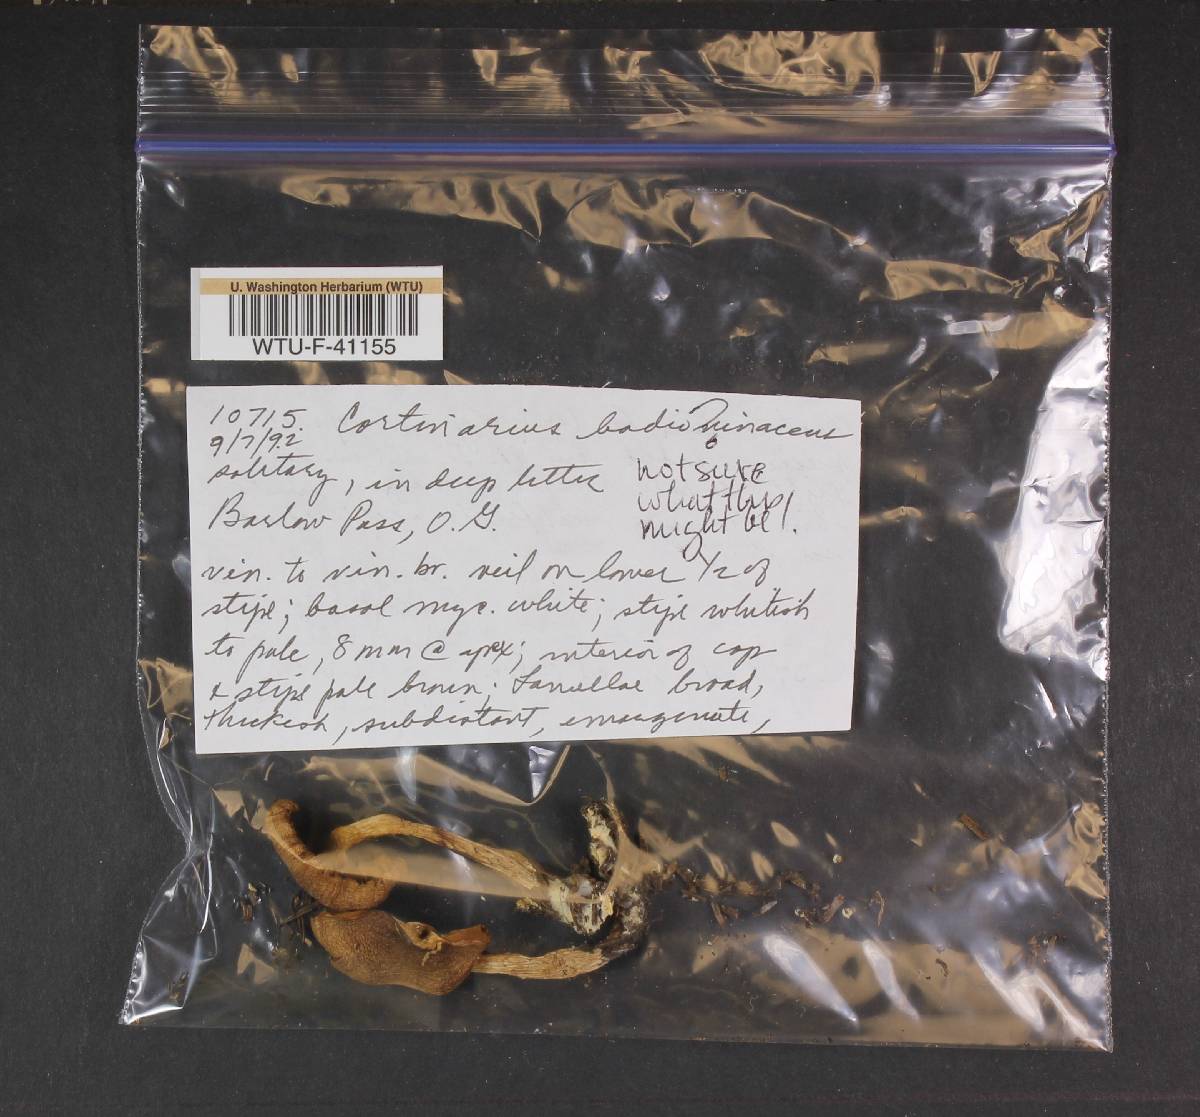 U. Washington Herbarium (WTU)
WTU-F-41155
10715. Cortinarius badiovinaceus
9/7/92
solitary, in deep litter
Barlow Pass, O.G.
not sure
what this
might be!
vin. to vin. br. veil on lower 1/2 of
stipe; basal myc. white; stipe whitish
to pale, 8 mm @ apex; interior of cap
& stipe pale brown; Lamellae broad,
thickish, subdistant, emarginate,